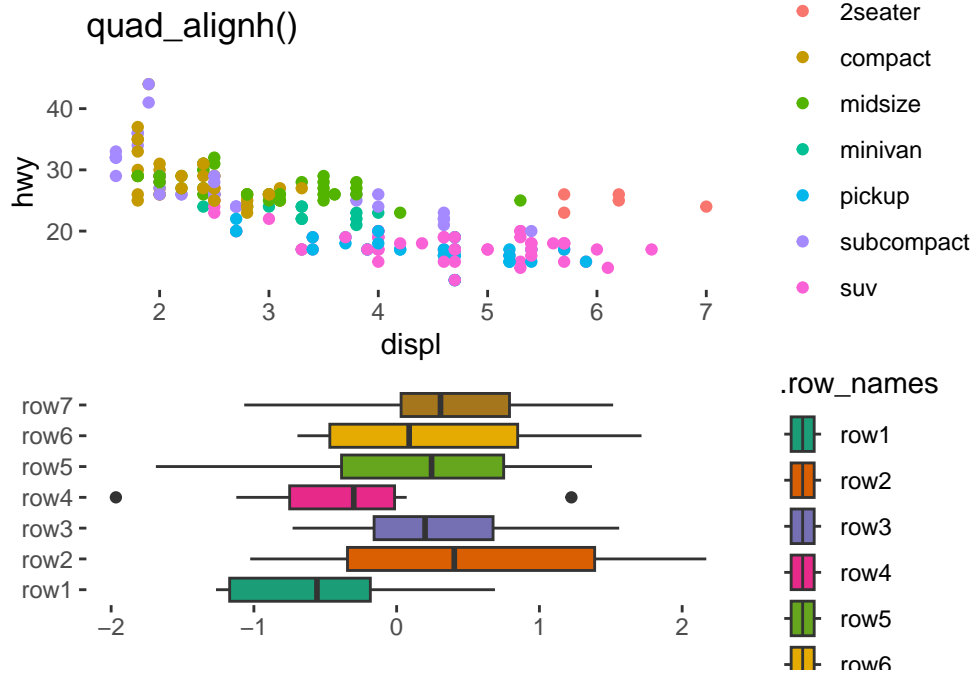 quad_alignh()
hwy
40
30
20
2 3 4 5 6 7
displ
2seater
compact
midsize
minivan
pickup
subcompact
suv
row7
row6
row5
row4
row3
row2
row1
−2 −1 0 1 2
.row_names
row1
row2
row3
row4
row5
row6